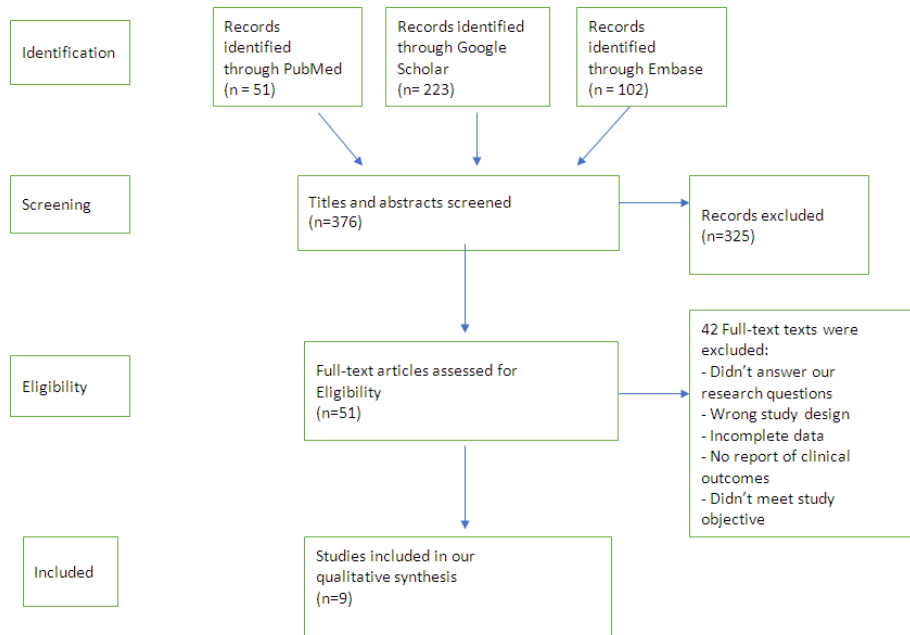 Identification
Records
identified
through PubMed
(n = 51)
Records identified
through Google
Scholar
(n= 223)
Records
identified
through Embase
(n = 102)
Screening
Titles and abstracts screened
(n=376)
Records excluded
(n=325)
Eligibility
Full-text articles assessed for
Eligibility
(n=51)
42 Full-text texts were
excluded:
- Didn't answer our
research questions
- Wrong study design
- Incomplete data
- No report of clinical
outcomes
- Didn't meet study
objective
Included
Studies included in our
qualitative synthesis
(n=9)